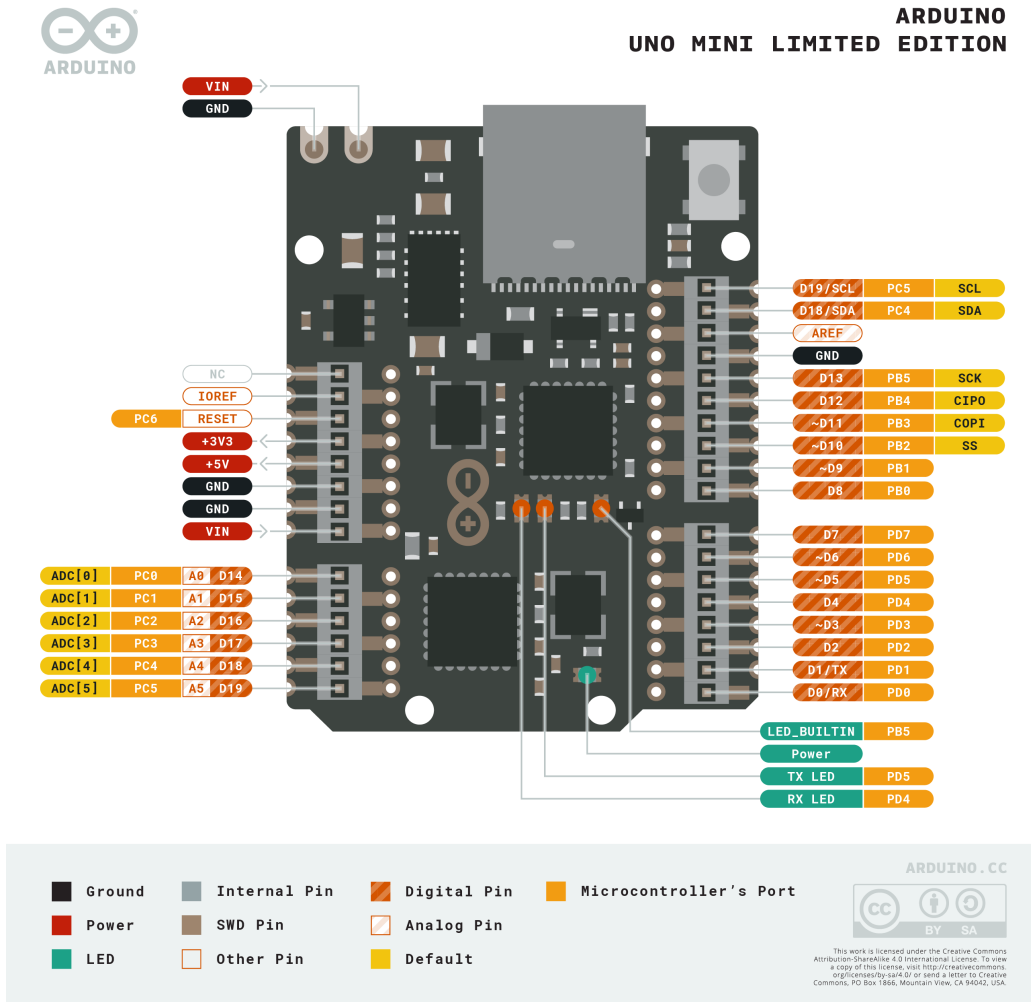 ARDUINO
ARDUINO
UNO MINI LIMITED EDITION
VIN
GND
NC
IOREF
PC6 RESET
+3V3
+5V
GND
GND
VIN
ADC[0] PC0 A0 D14
ADC[1] PC1 A1 D15
ADC[2] PC2 A2 D16
ADC[3] PC3 A3 D17
ADC[4] PC4 A4 D18
ADC[5] PC5 A5 D19
D19/SCL PC5 SCL
D18/SDA PC4 SDA
AREF
GND
D13 PB5 SCK
D12 PB4 CIPO
~D11 PB3 COPI
~D10 PB2 SS
~D9 PB1
D8 PB0
D7 PD7
~D6 PD6
~D5 PD5
D4 PD4
~D3 PD3
D2 PD2
D1/TX PD1
D0/RX PD0
LED_BUILTIN PB5
Power
TX LED PD5
RX LED PD4
Ground
Power
LED
Internal Pin
SWD Pin
Other Pin
Digital Pin
Analog Pin
Default
Microcontroller's Port
ARDUINO.CC
cc
BY SA
This work is licensed under the Creative Commons
Attribution-ShareAlike 4.0 International License. To view
a copy of this license, visit http://creativecommons.
org/licenses/by-sa/4.0/ or send a letter to Creative
Commons, PO Box 1866, Mountain View, CA 94042, USA.